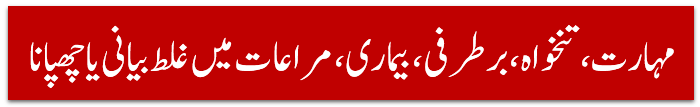 مہارت، تنخواہ،برطرفی، بیماری، مراعات میں غلط بیانی یا چھپانا